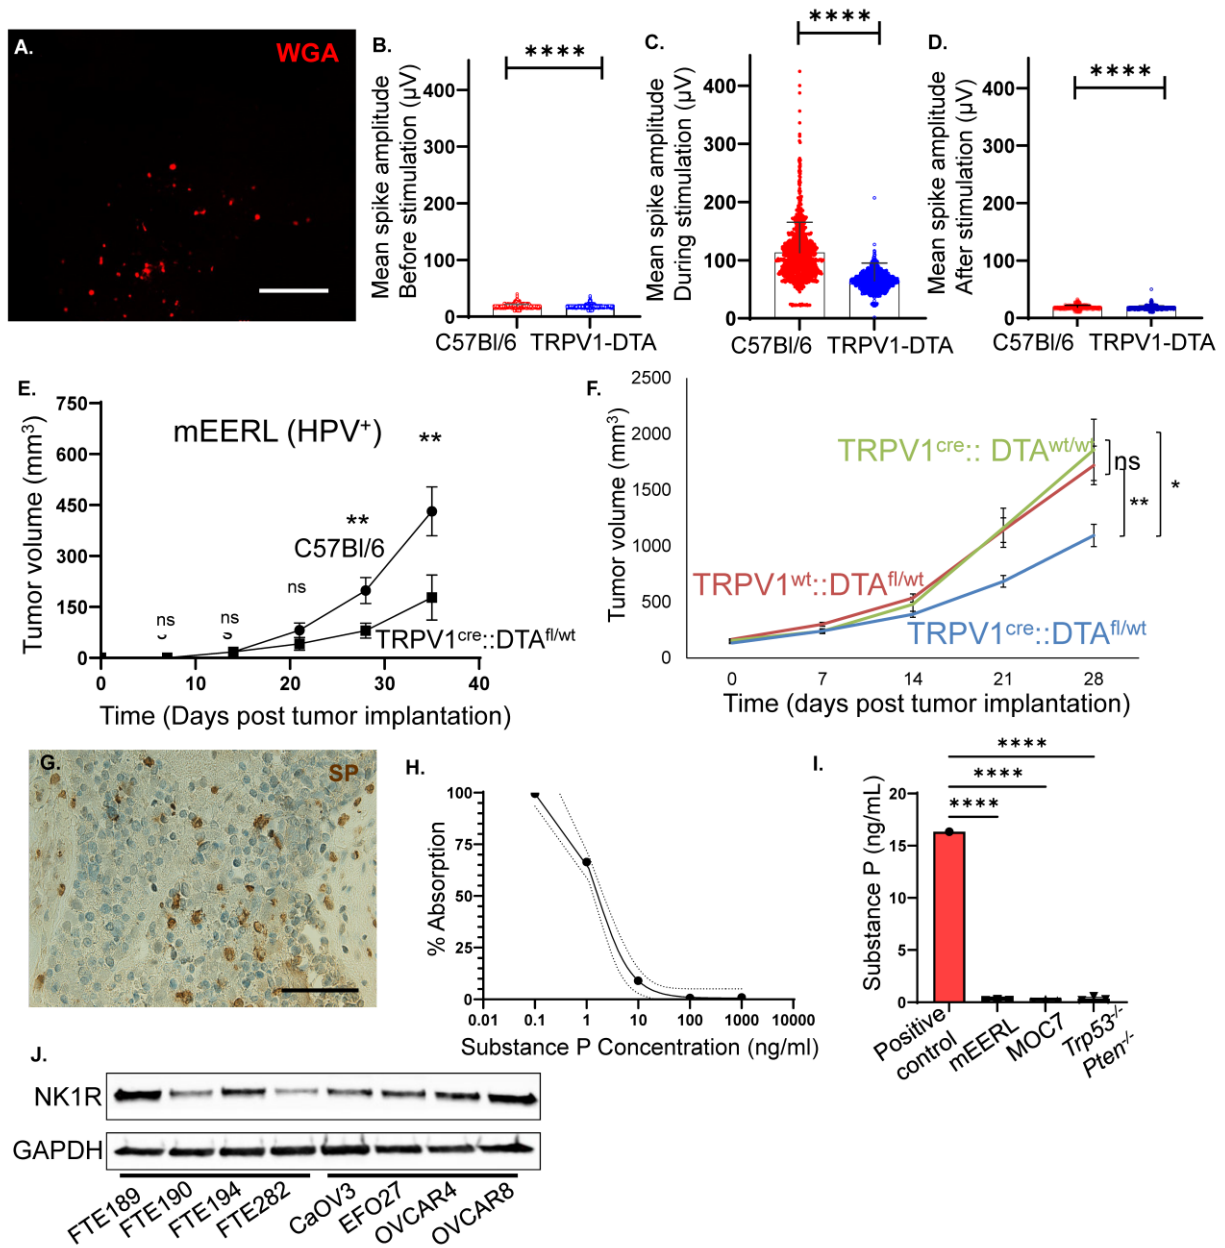 A.
WGA
B.
Mean spike amplitude
Before stimulation (µV)
400
300
200
100
0
****
C57Bl/6
TRPV1-DTA
C.
Mean spike amplitude
During stimulation (µV)
400
300
200
100
0
****
C57Bl/6
TRPV1-DTA
D.
Mean spike amplitude
After stimulation (µV)
400
300
200
100
0
****
C57Bl/6
TRPV1-DTA
E.
Tumor volume (mm³)
750
600
450
300
150
0
mEERL (HPV⁺)
ns
ns
ns
**
**
C57Bl/6
TRPV1ᶜʳᵉ::DTAᶠˡ/ʷᵗ
0
10
20
30
40
Time (Days post tumor implantation)
F.
Tumor volume (mm³)
2500
2000
1500
1000
500
0
TRPV1ᶜʳᵉ:: DTAʷᵗ/ʷᵗ
TRPV1ʷᵗ::DTAᶠˡ/ʷᵗ
TRPV1ᶜʳᵉ::DTAᶠˡ/ʷᵗ
ns
**
*
0
7
14
21
28
Time (days post tumor implantation)
G.
SP
H.
% Absorption
100
75
50
25
0
0.01
0.1
1
10
100
1000
10000
Substance P Concentration (ng/ml)
I.
Substance P (ng/mL)
20
15
10
5
0
****
****
****
Positive
control
mEERL
MOC7
Trp53⁻/⁻
Pten⁻/⁻
J.
NK1R
GAPDH
FTE189
FTE190
FTE194
FTE282
CaOV3
EFO27
OVCAR4
OVCAR8